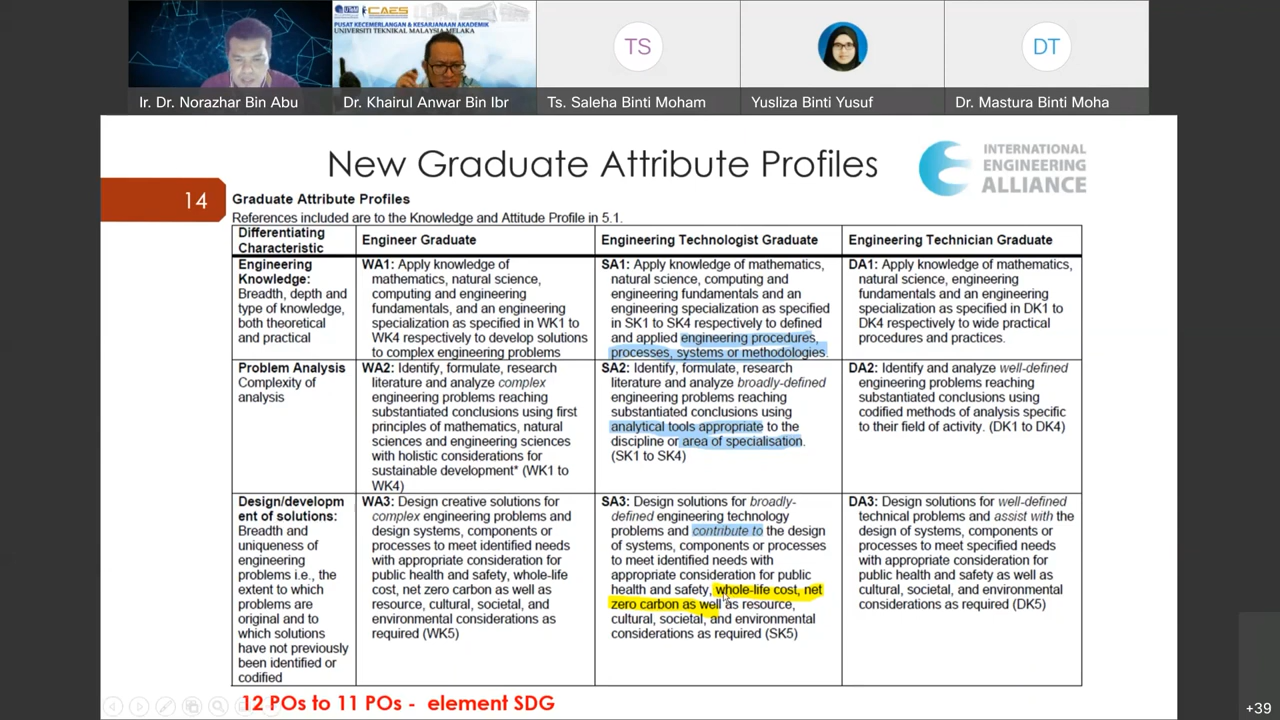 CAES
PUSAT KECEMERLANGAN & KESARJANAAN AKADEMIK
UNIVERSITI TEKNIKAL MALAYSIA MELAKA
TS
DT
Ir. Dr. Norazhar Bin Abu
Dr. Khairul Anwar Bin Ibr
Ts. Saleha Binti Moham
Yusliza Binti Yusuf
Dr. Mastura Binti Moha
New Graduate Attribute Profiles
INTERNATIONAL
ENGINEERING
ALLIANCE
14
Graduate Attribute Profiles
References included are to the Knowledge and Attitude Profile in 5.1.
Differentiating
Characteristic
Engineer Graduate
Engineering Technologist Graduate
Engineering Technician Graduate
Engineering
Knowledge:
Breadth, depth and
type of knowledge,
both theoretical
and practical
WA1: Apply knowledge of
mathematics, natural science,
computing and engineering
fundamentals, and an engineering
specialization as specified in WK1 to
WK4 respectively to develop solutions
to complex engineering problems
SA1: Apply knowledge of mathematics,
natural science, computing and
engineering fundamentals and an
engineering specialization as specified
in SK1 to SK4 respectively to defined
and applied engineering procedures,
processes, systems or methodologies.
DA1: Apply knowledge of mathematics,
natural science, engineering
fundamentals and an engineering
specialization as specified in DK1 to
DK4 respectively to wide practical
procedures and practices.
Problem Analysis
Complexity of
analysis
WA2: Identify, formulate, research
literature and analyze complex
engineering problems reaching
substantiated conclusions using first
principles of mathematics, natural
sciences and engineering sciences
with holistic considerations for
sustainable development* (WK1 to
WK4)
SA2: Identify, formulate, research
literature and analyze broadly-defined
engineering problems reaching
substantiated conclusions using
analytical tools appropriate to the
discipline or area of specialisation.
(SK1 to SK4)
DA2: Identify and analyze well-defined
engineering problems reaching
substantiated conclusions using
codified methods of analysis specific
to their field of activity. (DK1 to DK4)
Design/developm
ent of solutions:
Breadth and
uniqueness of
engineering
problems i.e., the
extent to which
problems are
original and to
which solutions
have not previously
been identified or
codified
WA3: Design creative solutions for
complex engineering problems and
design systems, components or
processes to meet identified needs
with appropriate consideration for
public health and safety, whole-life
cost, net zero carbon as well as
resource, cultural, societal, and
environmental considerations as
required (WK5)
SA3: Design solutions for broadly-
defined engineering technology
problems and contribute to the design
of systems, components or processes
to meet identified needs with
appropriate consideration for public
health and safety, whole-life cost, net
zero carbon as well as resource,
cultural, societal, and environmental
considerations as required (SK5)
DA3: Design solutions for well-defined
technical problems and assist with the
design of systems, components or
processes to meet specified needs
with appropriate consideration for
public health and safety as well as
cultural, societal, and environmental
considerations as required (DK5)
12 POs to 11 POs - element SDG
+39